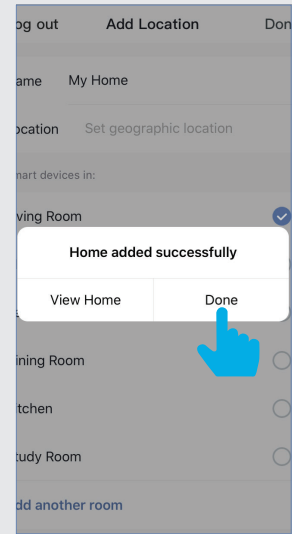 og out Add Location Don
ame My Home
ocation Set geographic location
mart devices in:
ving Room
Home added successfully
View Home Done
ining Room
itchen
tudy Room
dd another room